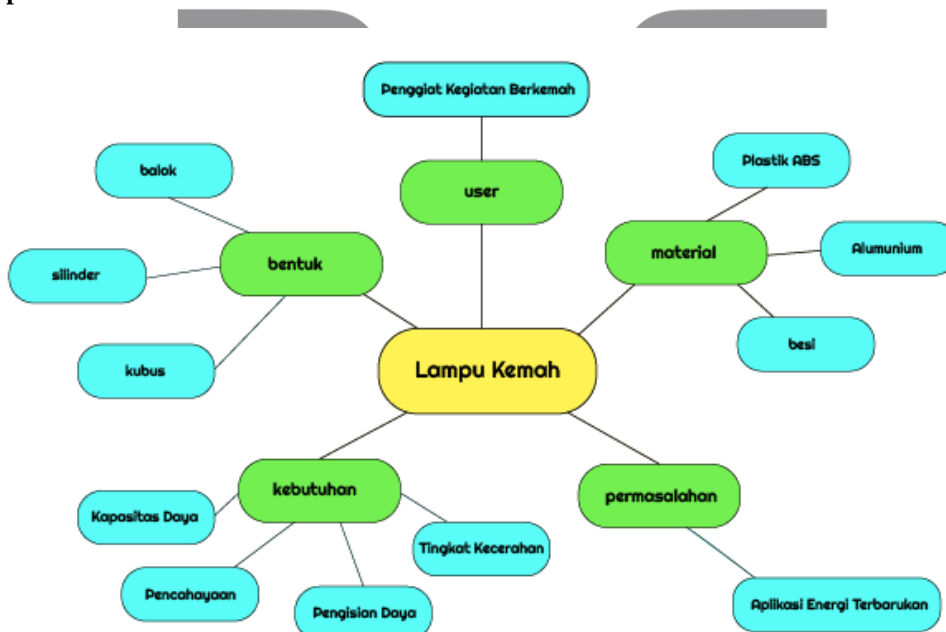 Penggiat Kegiatan Berkemah
Plastik ABS
balok
user
Alumunium
material
bentuk
silinder
besi
kubus
Lampu Kemah
kebutuhan
permasalahan
Kapasitas Daya
Tingkat Kecerahan
Pencahayaan
Pengisian Daya
Aplikasi Energi Terbarukan